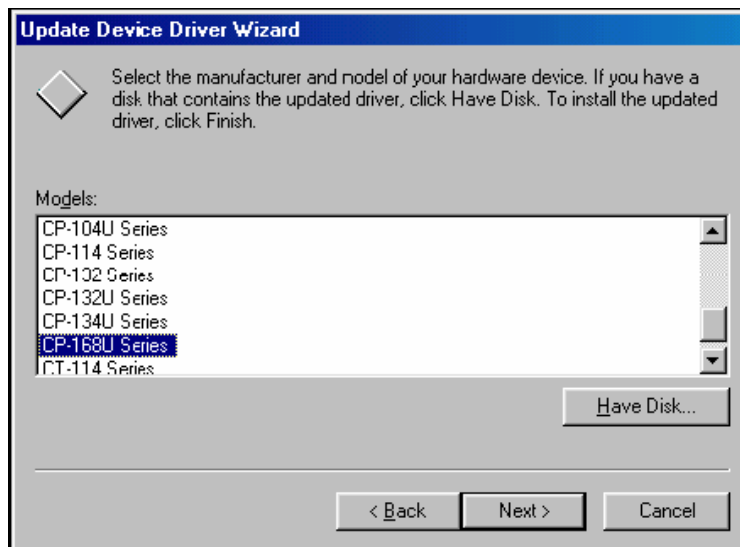 Update Device Driver Wizard
Select the manufacturer and model of your hardware device. If you have a
disk that contains the updated driver, click Have Disk. To install the updated
driver, click Finish.
Models:
CP-104U Series
CP-114 Series
CP-132 Series
CP-132U Series
CP-134U Series
CP-168U Series
CT-114 Series
Have Disk...
< Back
Next >
Cancel